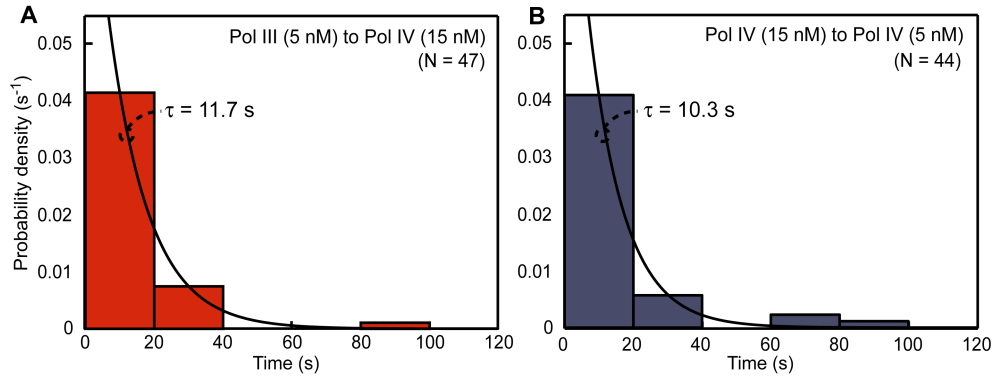 A
Pol III (5 nM) to Pol IV (15 nM)
(N = 47)
τ = 11.7 s
Probability density (s⁻¹)
0.05
0.04
0.03
0.02
0.01
0
0 20 40 60 80 100 120
Time (s)
B
Pol IV (15 nM) to Pol IV (5 nM)
(N = 44)
τ = 10.3 s
0.05
0.04
0.03
0.02
0.01
0
0 20 40 60 80 100 120
Time (s)